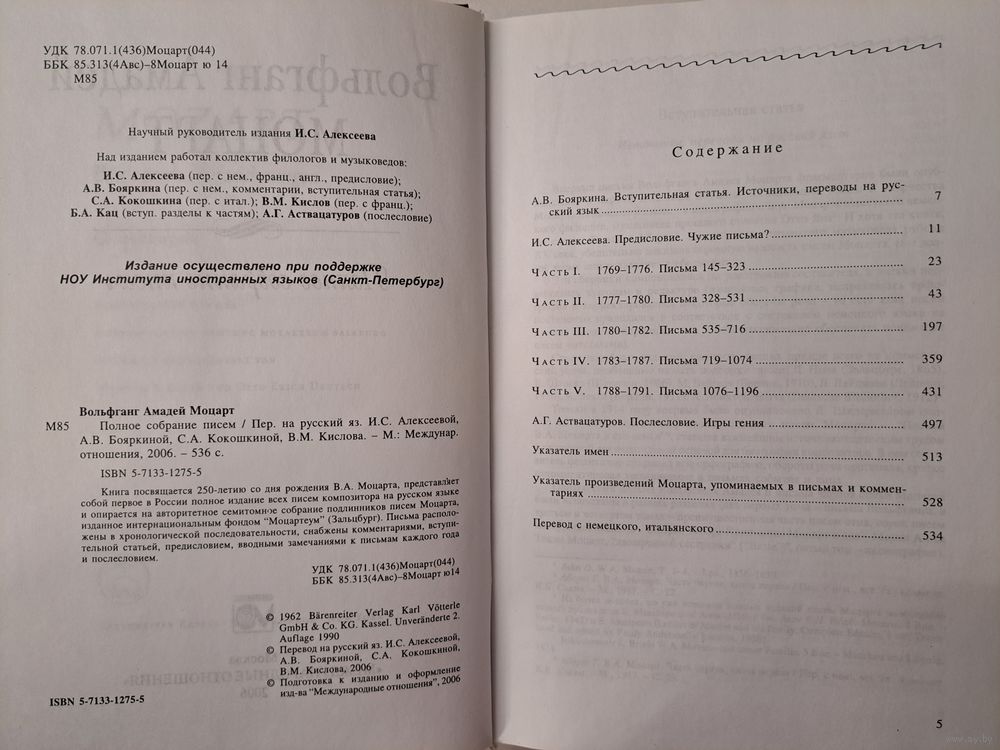 УДК 78.071.1(436)Моцарт(044)
ББК 85.313(4Авс)–8Моцарт ю 14
М85
Научный руководитель издания И.С. Алексеева
Над изданием работал коллектив филологов и музыковедов:
И.С. Алексеева (пер. с нем., франц., англ., предисловие);
А.В. Бояркина (пер. с нем., комментарии, вступительная статья);
С.А. Кокошкина (пер. с итал.); В.М. Кислов (пер. с франц.);
Б.А. Кац (вступ. разделы к частям); А.Г. Аствацатуров (послесловие)
Издание осуществлено при поддержке
НОУ Института иностранных языков (Санкт-Петербург)
Вольфганг Амадей Моцарт
М85 Полное собрание писем / Пер. на русский яз. И.С. Алексеевой,
А.В. Бояркиной, С.А. Кокошкиной, В.М. Кислова. – М.: Междунар.
отношения, 2006. – 536 с.
ISBN 5-7133-1275-5
Книга посвящается 250-летию со дня рождения В.А. Моцарта, представляет
собой первое в России полное издание всех писем композитора на русском языке
и опирается на авторитетное семитомное собрание подлинников писем Моцарта,
изданное интернациональным фондом “Моцартеум” (Зальцбург). Письма располо-
жены в хронологической последовательности, снабжены комментариями, вступи-
тельной статьей, предисловием, вводными замечаниями к письмам каждого года
и послесловием.
УДК 78.071.1(436)Моцарт(044)
ББК 85.313(4Авс)–8Моцарт ю14
© 1962 Bärenreiter Verlag Karl Vötterle
GmbH & Co. KG. Kassel. Unveränderte 2.
Auflage 1990
© Перевод на русский яз. И.С. Алексеевой,
А.В. Бояркиной, С.А. Кокошкиной,
В.М. Кислова, 2006
© Подготовка к изданию и оформление
изд-ва “Международные отношения”, 2006
ISBN 5-7133-1275-5
Содержание
А.В. Бояркина. Вступительная статья. Источники, переводы на рус-
ский язык 7
И.С. Алексеева. Предисловие. Чужие письма? 11
Часть I. 1769–1776. Письма 145–323 23
Часть II. 1777–1780. Письма 328–531 43
Часть III. 1780–1782. Письма 535–716 197
Часть IV. 1783–1787. Письма 719–1074 359
Часть V. 1788–1791. Письма 1076–1196 431
А.Г. Аствацатуров. Послесловие. Игры гения 497
Указатель имен 513
Указатель произведений Моцарта, упоминаемых в письмах и коммен-
тариях 528
Перевод с немецкого, итальянского 534
5
www.ay.by